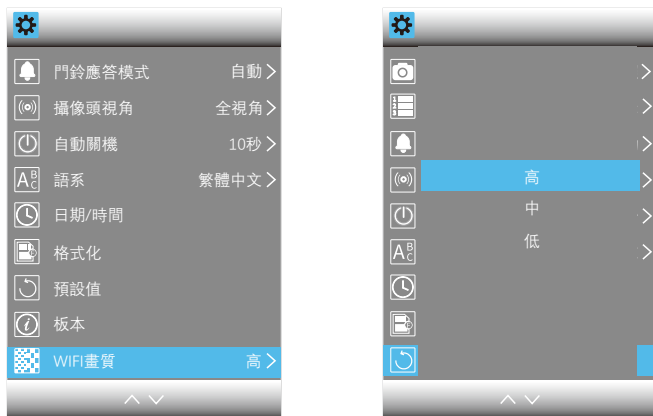 門鈴應答模式 自動
攝像頭視角 全視角
自動關機 10秒
語系 繁體中文
日期/時間
格式化
預設值
板本
WIFI畫質 高
高
中
低